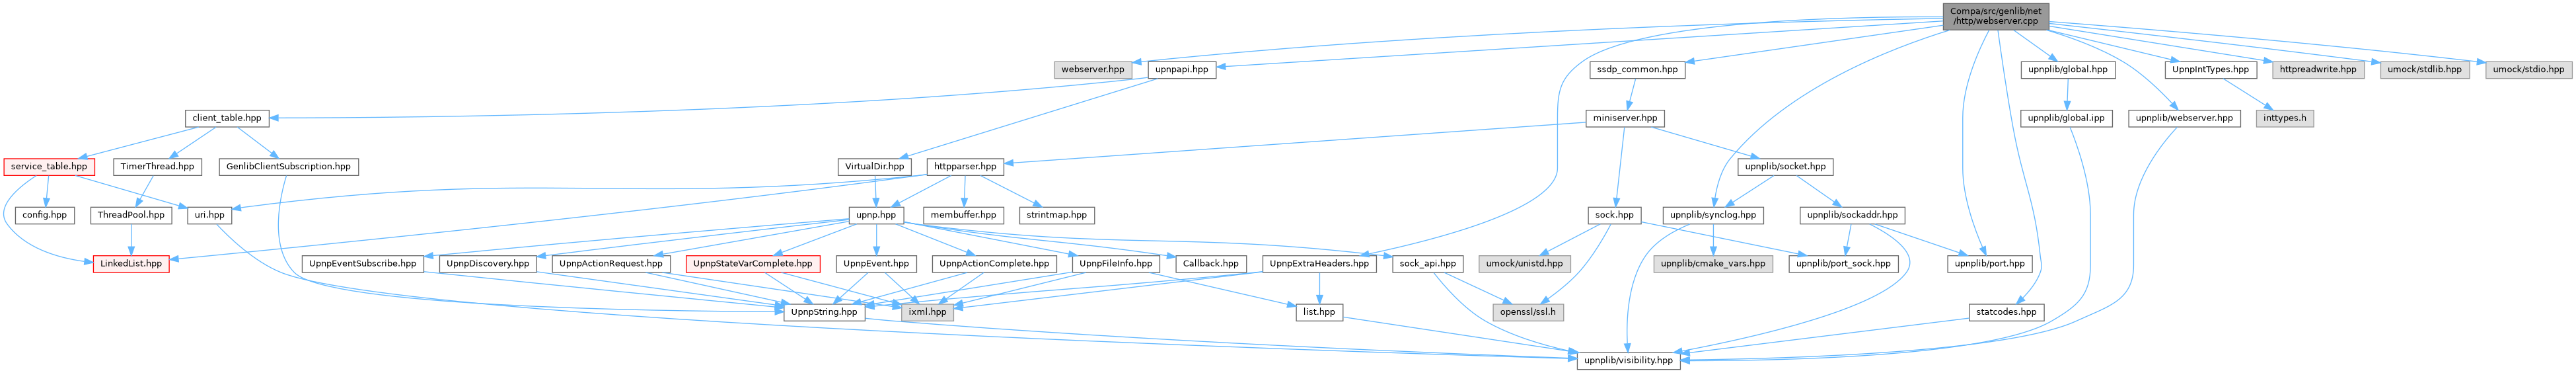 Compa/src/genlib/net
/http/webserver.cpp
webserver.hpp
upnpapi.hpp
ssdp_common.hpp
upnplib/global.hpp
UpnpIntTypes.hpp
httpreadwrite.hpp
umock/stdlib.hpp
umock/stdio.hpp
client_table.hpp
miniserver.hpp
upnplib/global.ipp
upnplib/webserver.hpp
inttypes.h
service_table.hpp
TimerThread.hpp
GenlibClientSubscription.hpp
VirtualDir.hpp
httpparser.hpp
upnplib/socket.hpp
config.hpp
ThreadPool.hpp
uri.hpp
upnp.hpp
membuffer.hpp
strintmap.hpp
sock.hpp
upnplib/synclog.hpp
upnplib/sockaddr.hpp
LinkedList.hpp
UpnpEventSubscribe.hpp
UpnpDiscovery.hpp
UpnpActionRequest.hpp
UpnpStateVarComplete.hpp
UpnpEvent.hpp
UpnpActionComplete.hpp
UpnpFileInfo.hpp
Callback.hpp
UpnpExtraHeaders.hpp
sock_api.hpp
umock/unistd.hpp
upnplib/cmake_vars.hpp
upnplib/port_sock.hpp
upnplib/port.hpp
UpnpString.hpp
ixml.hpp
list.hpp
openssl/ssl.h
statcodes.hpp
upnplib/visibility.hpp